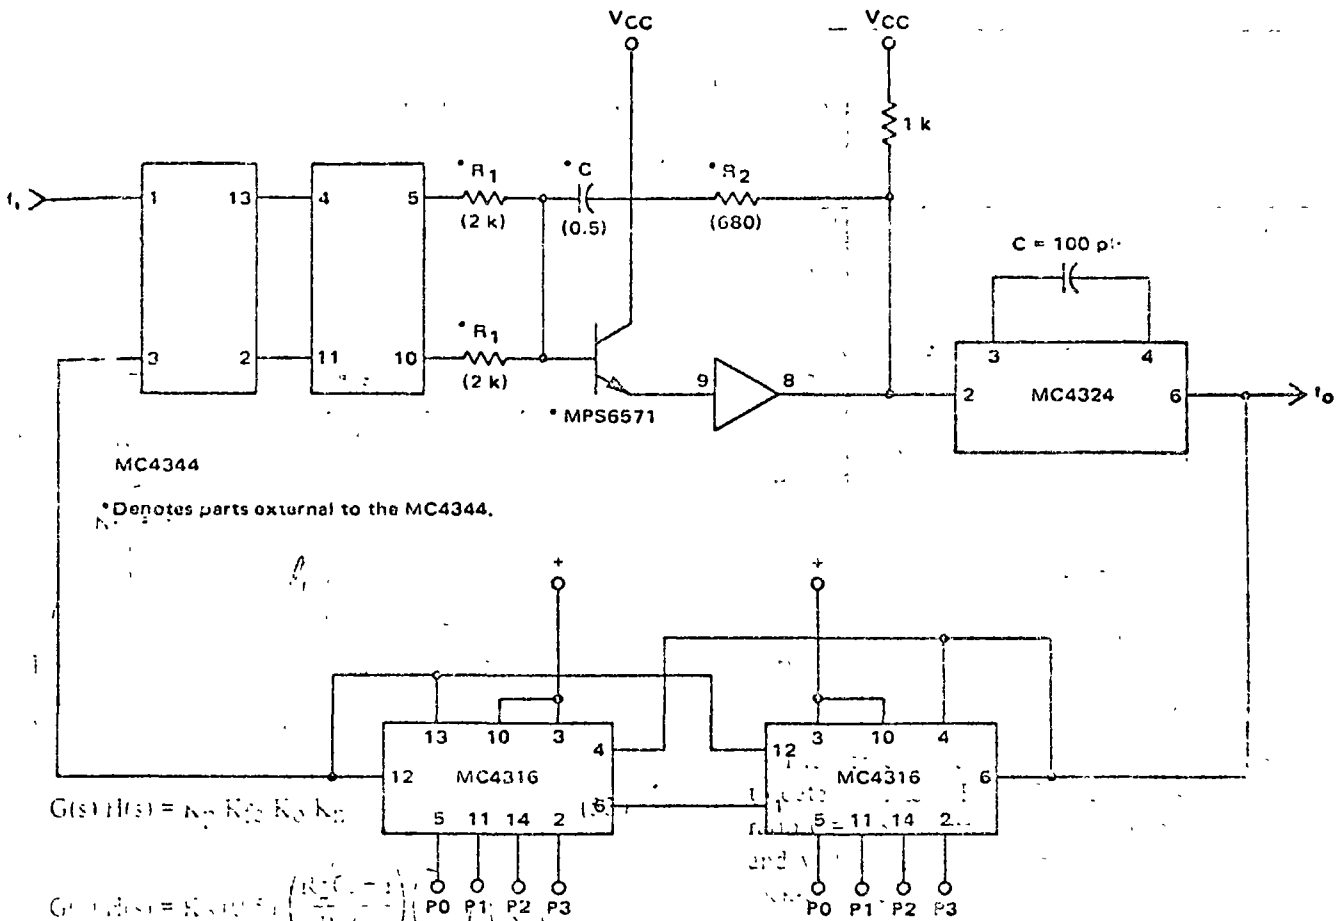 VCC
VCC
1 k
*R1
*C
*R2
1
13
4
5
(2 k)
(0.5)
(680)
C = 100
*R1
3
2
11
10
(2 k)
9
8
3
4
2
MC4324
6
fo
*MPS6571
MC4344
*Denotes parts external to the MC4344.
+
+
13
10
3
4
12
3
10
4
12
MC4316
MC4316
6
G(s) H(s) =
6
1
5
11
14
2
5
11
14
2
and
P0
P1
P2
P3
P0
P1
P2
P3